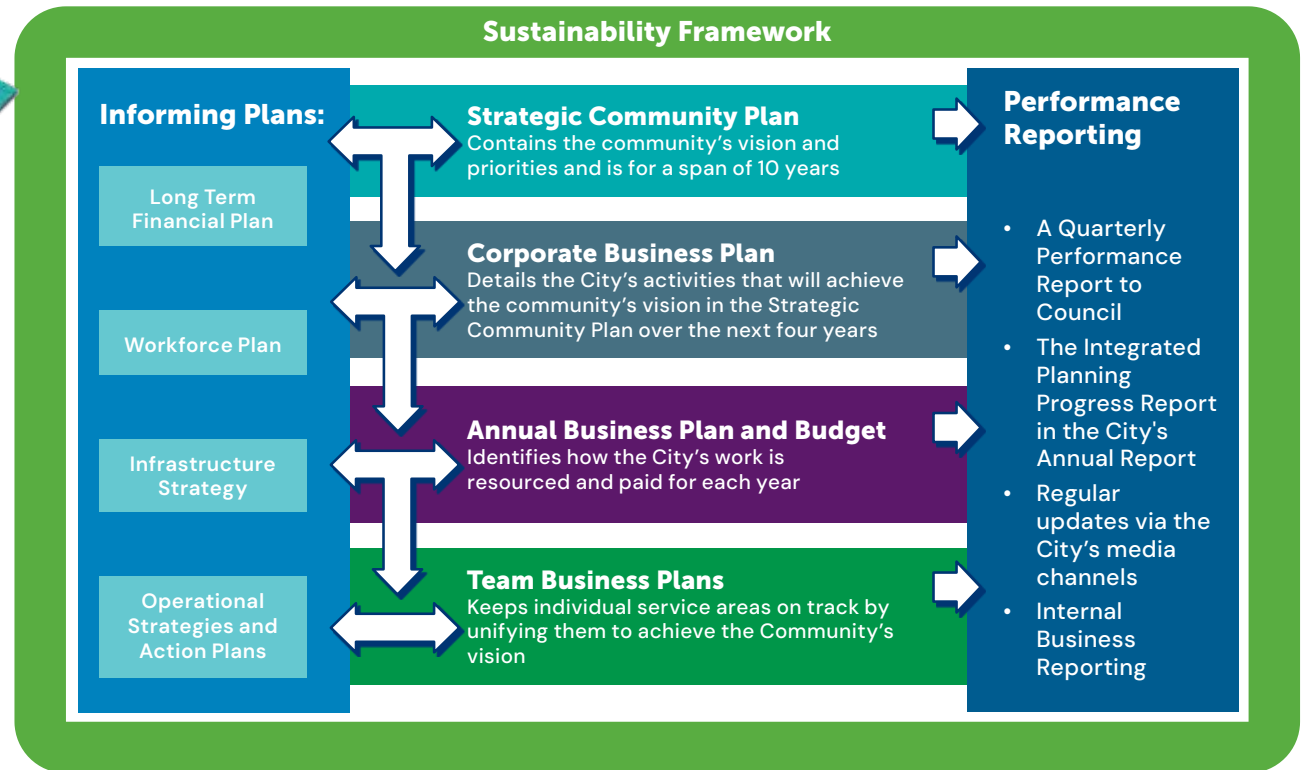 Sustainability Framework
Informing Plans:
Long Term
Financial Plan
Workforce Plan
Infrastructure
Strategy
Operational
Strategies and
Action Plans
Strategic Community Plan
Contains the community’s vision and
priorities and is for a span of 10 years
Corporate Business Plan
Details the City’s activities that will achieve
the community’s vision in the Strategic
Community Plan over the next four years
Annual Business Plan and Budget
Identifies how the City’s work is
resourced and paid for each year
Team Business Plans
Keeps individual service areas on track by
unifying them to achieve the Community’s
vision
Performance
Reporting
• A Quarterly
Performance
Report to
Council
• The Integrated
Planning
Progress Report
in the City's
Annual Report
• Regular
updates via the
City’s media
channels
• Internal
Business
Reporting